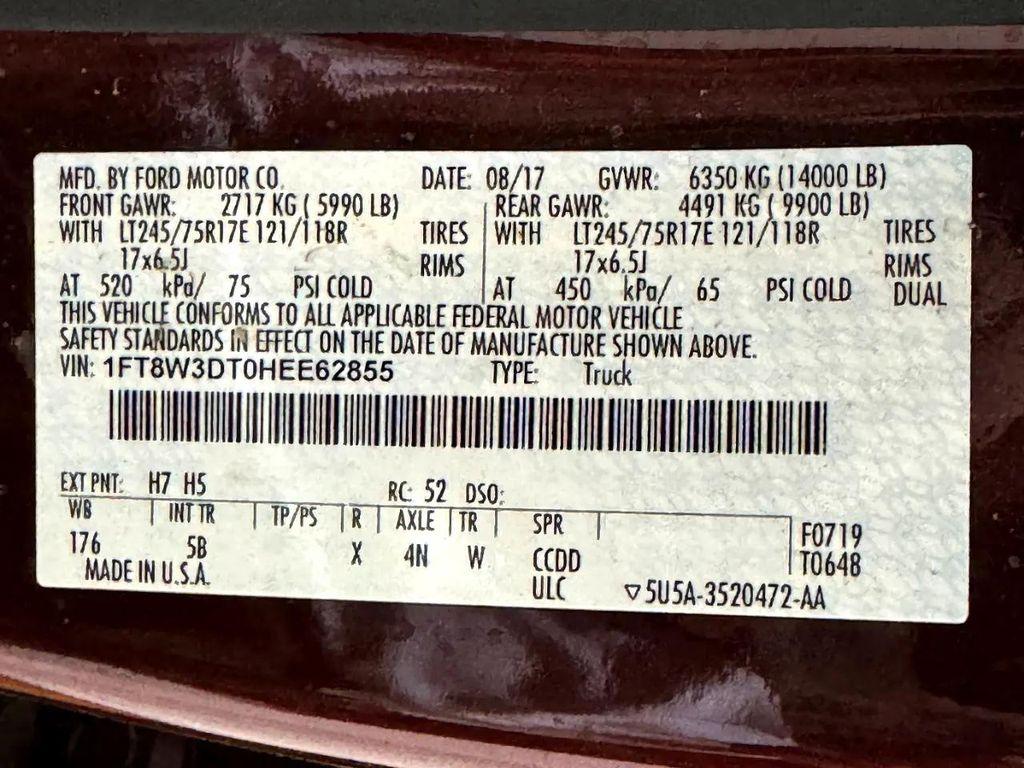 MFD. BY FORD MOTOR CO. DATE: 08/17 GVWR: 6350 KG (14000 LB)
FRONT GAWR: 2717 KG ( 5990 LB) REAR GAWR: 4491 KG ( 9900 LB)
WITH LT245/75R17E 121/118R TIRES WITH LT245/75R17E 121/118R TIRES
17x6.5J RIMS 17x6.5J RIMS
AT 520 kPa/ 75 PSI COLD AT 450 kPa/ 65 PSI COLD DUAL
THIS VEHICLE CONFORMS TO ALL APPLICABLE FEDERAL MOTOR VEHICLE
SAFETY STANDARDS IN EFFECT ON THE DATE OF MANUFACTURE SHOWN ABOVE.
VIN: 1FT8W3DT0HEE62855 TYPE: Truck
EXT PNT: H7 H5 RC: 52 DSO:
WB INT TR TP/PS R AXLE TR SPR F0719
176 5B X 4N W CCDD T0648
MADE IN U.S.A. ULC ▽5U5A-3520472-AA